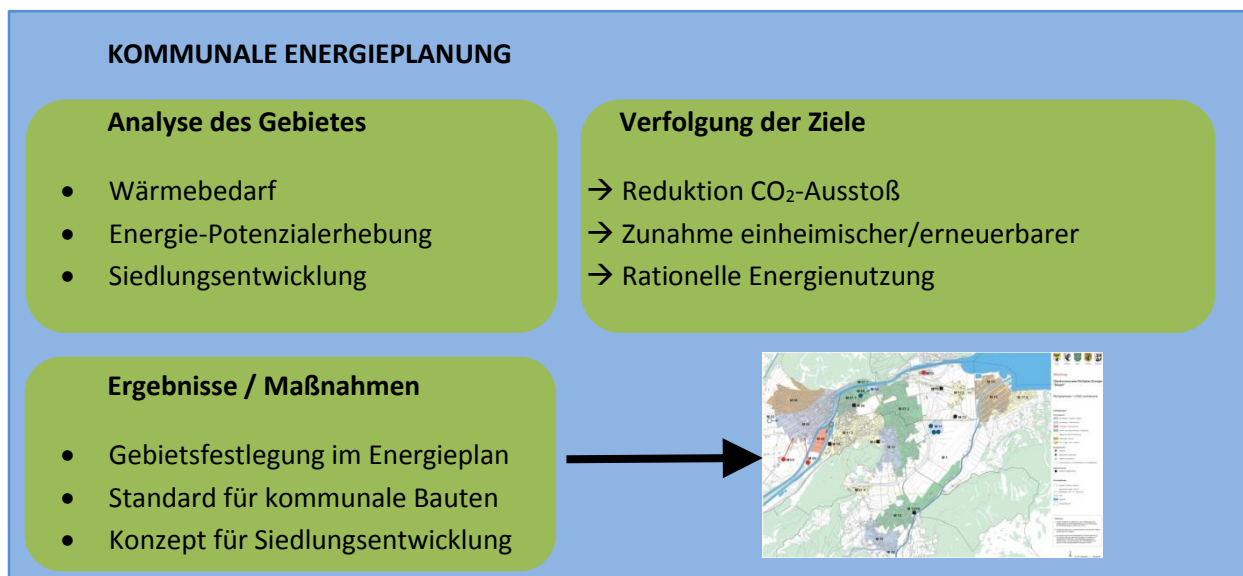 KOMMUNALE ENERGIEPLANUNG
Analyse des Gebietes
• Wärmebedarf
• Energie-Potenzialerhebung
• Siedlungsentwicklung
Verfolgung der Ziele
→ Reduktion CO₂-Ausstoß
→ Zunahme einheimischer/erneuerbarer
→ Rationelle Energienutzung
Ergebnisse / Maßnahmen
• Gebietsfestlegung im Energieplan
• Standard für kommunale Bauten
• Konzept für Siedlungsentwicklung